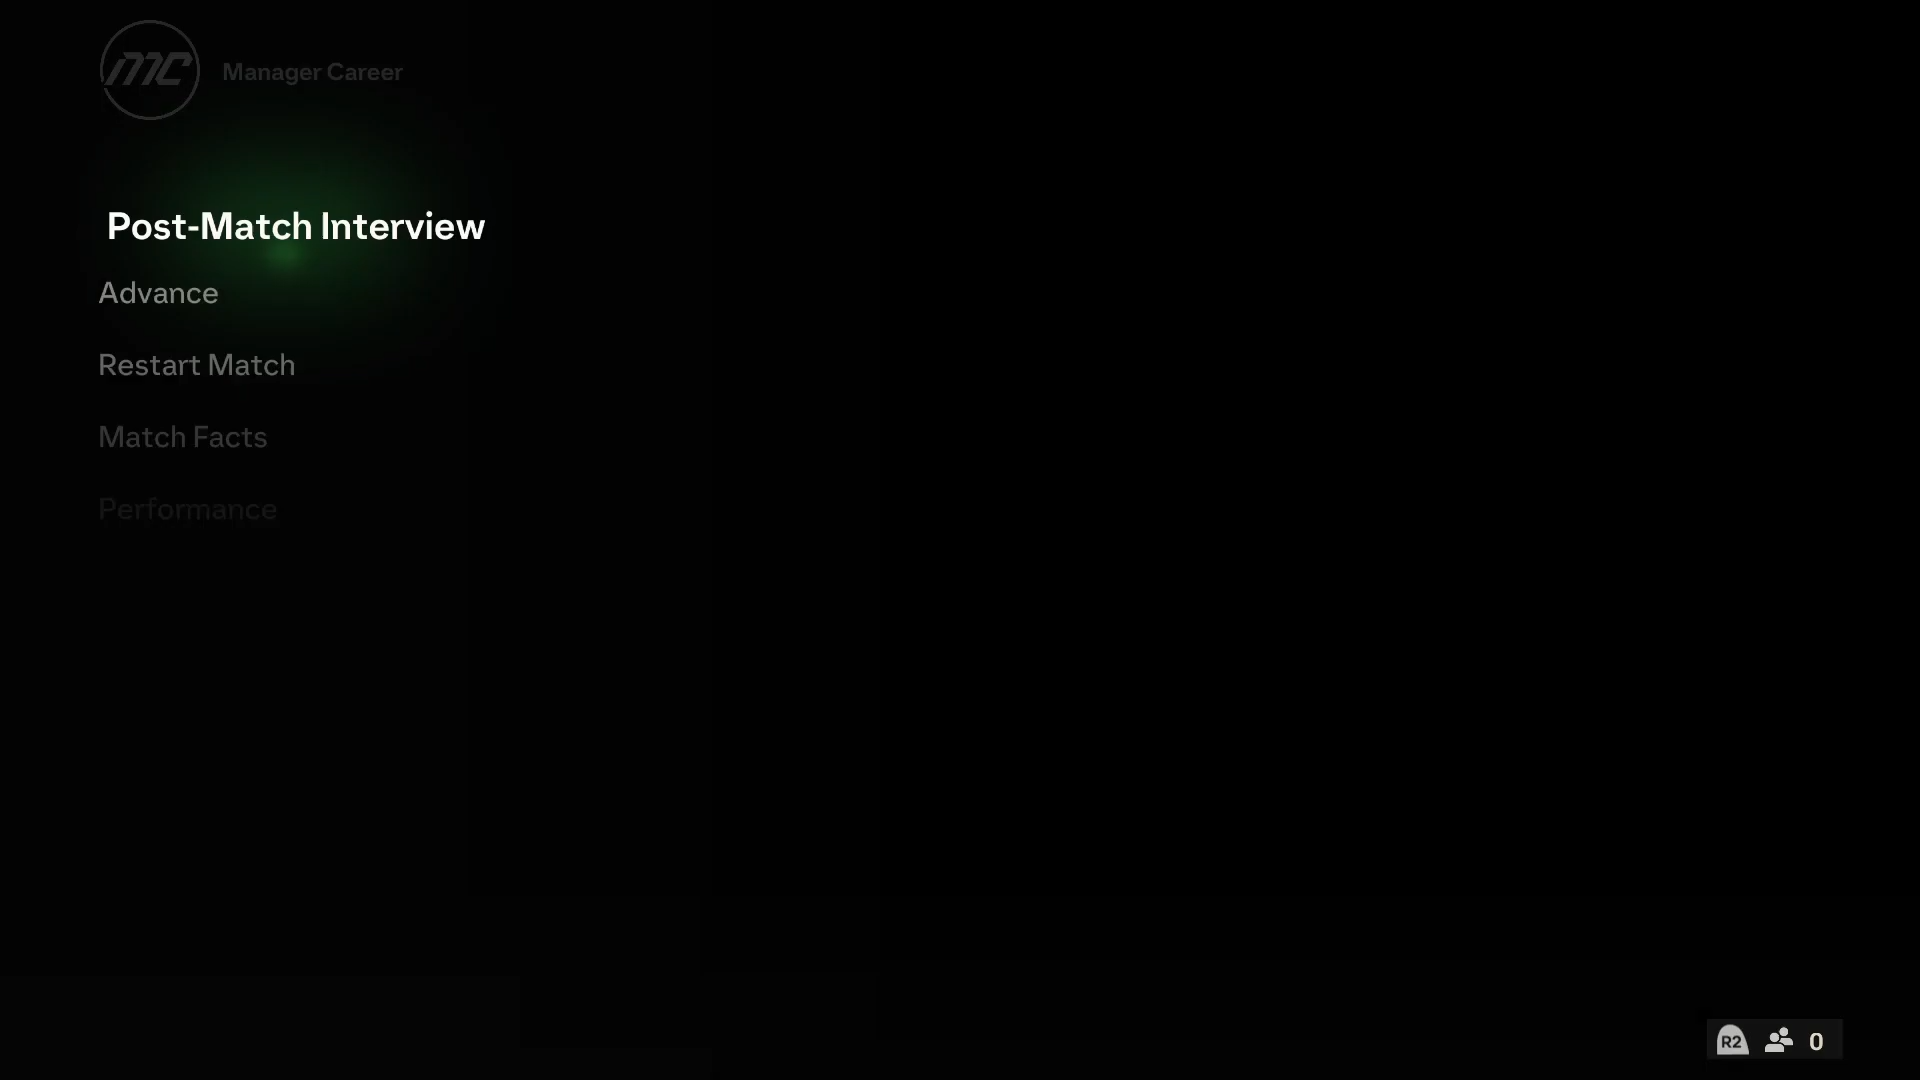 MC
Manager Career
Post-Match Interview
Advance
Restart Match
Match Facts
Performance
R2 0